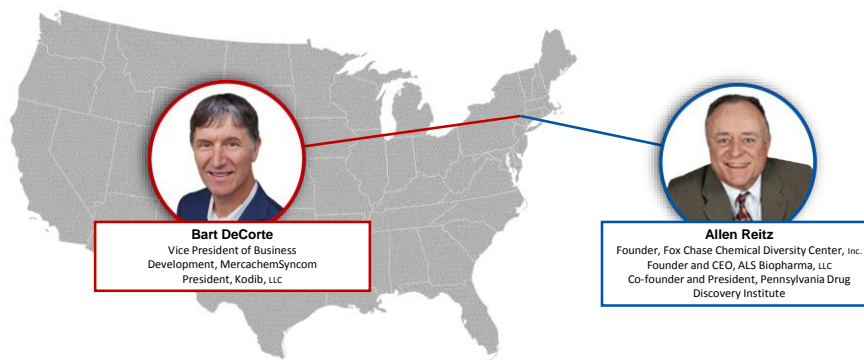 Bart DeCorte
Vice President of Business
Development, MercachemSyncom
President, Kodib, LLC
Allen Reitz
Founder, Fox Chase Chemical Diversity Center, Inc.
Founder and CEO, ALS Biopharma, LLC
Co-founder and President, Pennsylvania Drug
Discovery Institute